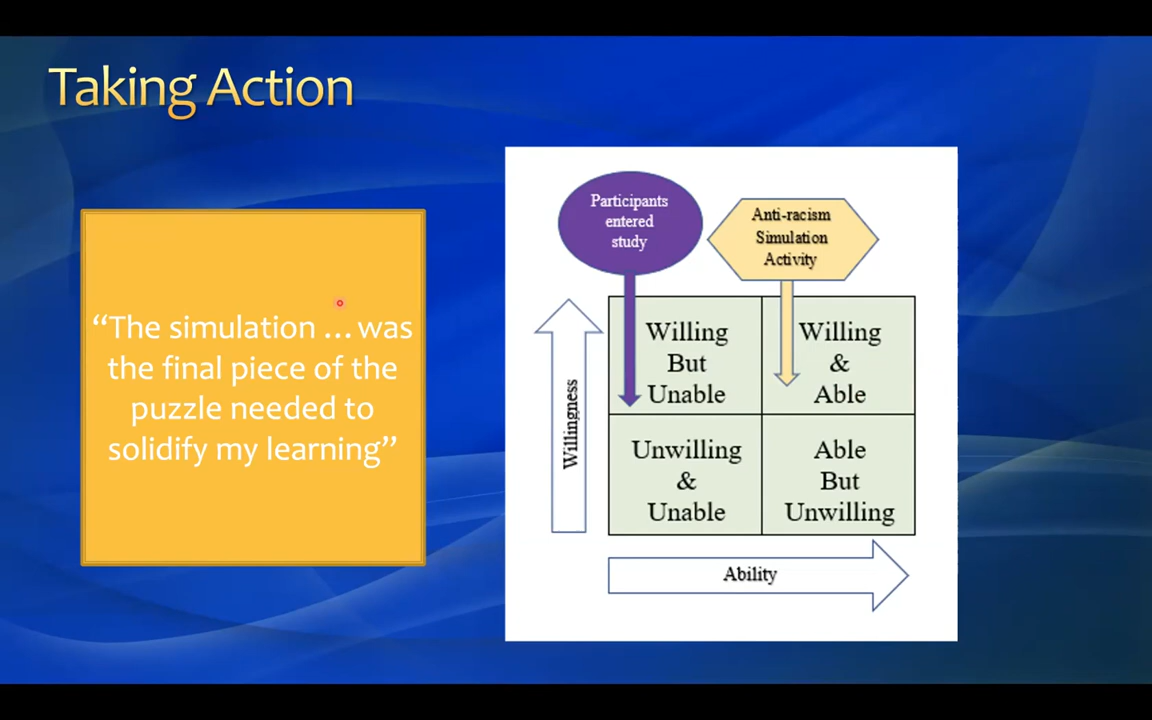 Taking Action
“The simulation … was
the final piece of the
puzzle needed to
solidify my learning”
Participants
entered
study
Anti-racism
Simulation
Activity
Willingness
Willing
But
Unable
Willing
&
Able
Unwilling
&
Unable
Able
But
Unwilling
Ability